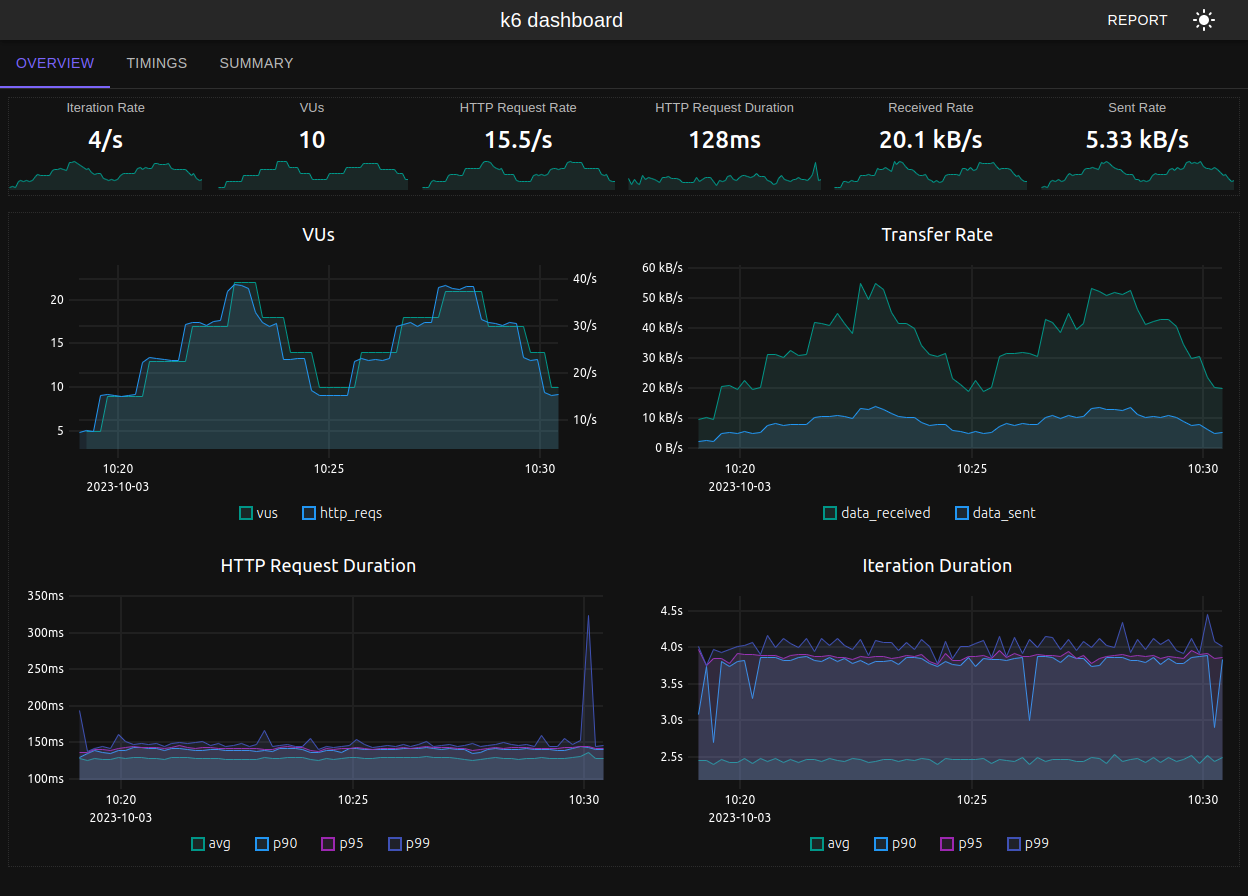 k6 dashboard
REPORT
OVERVIEW TIMINGS SUMMARY
Iteration Rate VUs HTTP Request Rate HTTP Request Duration Received Rate Sent Rate
4/s 10 15.5/s 128ms 20.1 kB/s 5.33 kB/s
VUs
40/s
20
30/s
15
20/s
10
10/s
5
10:20 10:25 10:30
2023-10-03
vus http_reqs
Transfer Rate
60 kB/s
50 kB/s
40 kB/s
30 kB/s
20 kB/s
10 kB/s
0 B/s
10:20 10:25 10:30
2023-10-03
data_received data_sent
HTTP Request Duration
350ms
300ms
250ms
200ms
150ms
100ms
10:20 10:25 10:30
2023-10-03
avg p90 p95 p99
Iteration Duration
4.5s
4.0s
3.5s
3.0s
2.5s
10:20 10:25 10:30
2023-10-03
avg p90 p95 p99